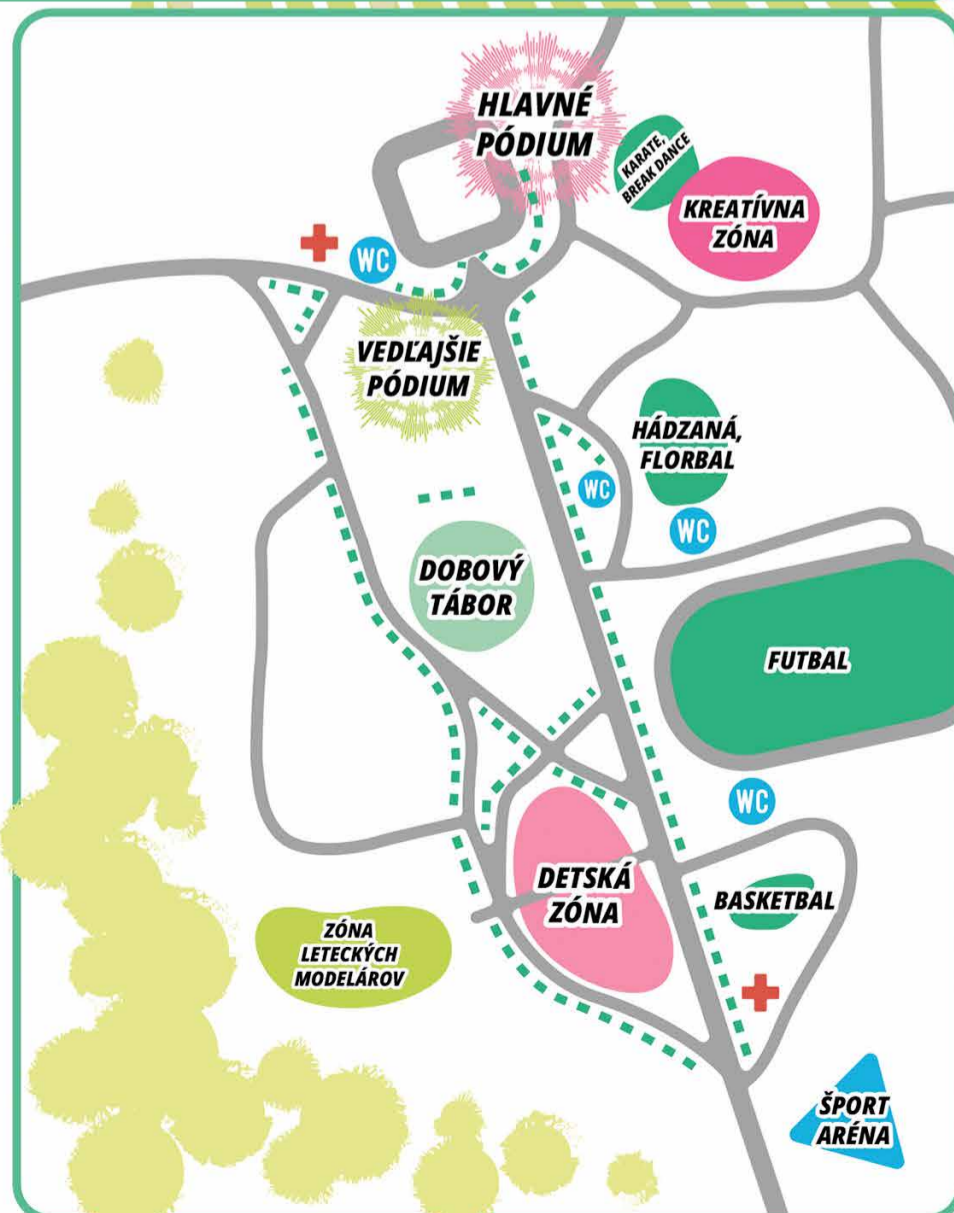 HLAVNÉ
PÓDIUM
KARATE,
BREAK DANCE
KREATÍVNA
ZÓNA
WC
VEDĽAJŠIE
PÓDIUM
HÁDZANÁ,
FLORBAL
WC
WC
DOBOVÝ
TÁBOR
FUTBAL
WC
DETSKÁ
ZÓNA
BASKETBAL
ZÓNA
LETECKÝCH
MODELÁROV
ŠPORT
ARÉNA